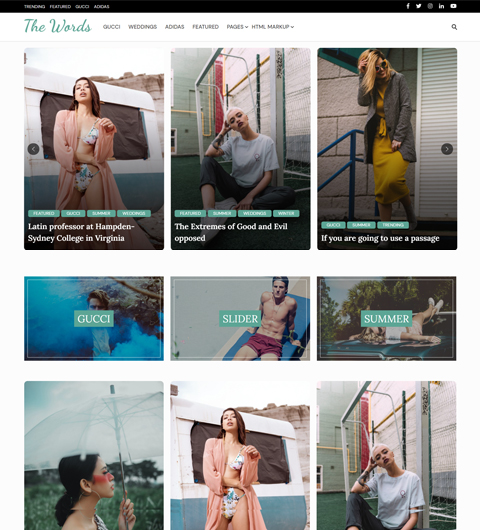 TRENDING FEATURED GUCCI ADIDAS
The Words
GUCCI WEDDINGS ADIDAS FEATURED PAGES HTML MARKUP
FEATURED GUCCI SUMMER WEDDINGS
Latin professor at Hampden-
Sydney College in Virginia
FEATURED SUMMER WEDDINGS WINTER
The Extremes of Good and Evil
opposed
GUCCI SUMMER TRENDING
If you are going to use a passage
GUCCI
SLIDER
SUMMER